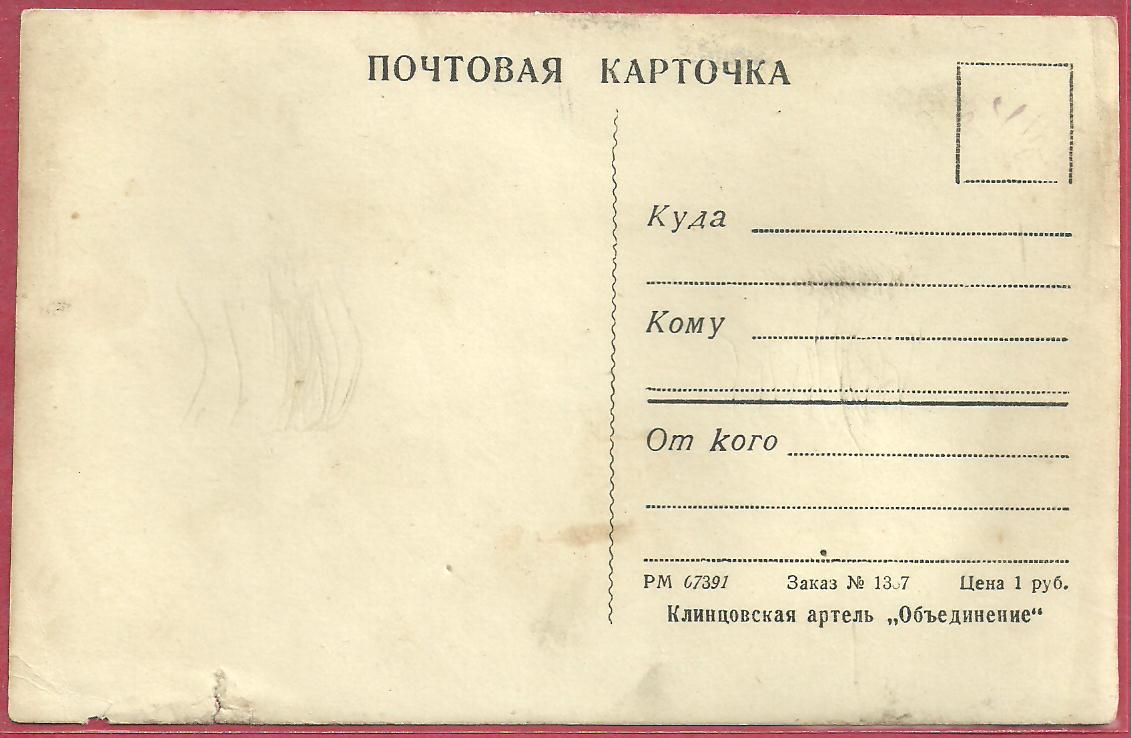 ПОЧТОВАЯ КАРТОЧКА
Куда
Кому
От кого
РМ 67391 Заказ № Цена 1 руб.
Клинцовская артель „Объединение“